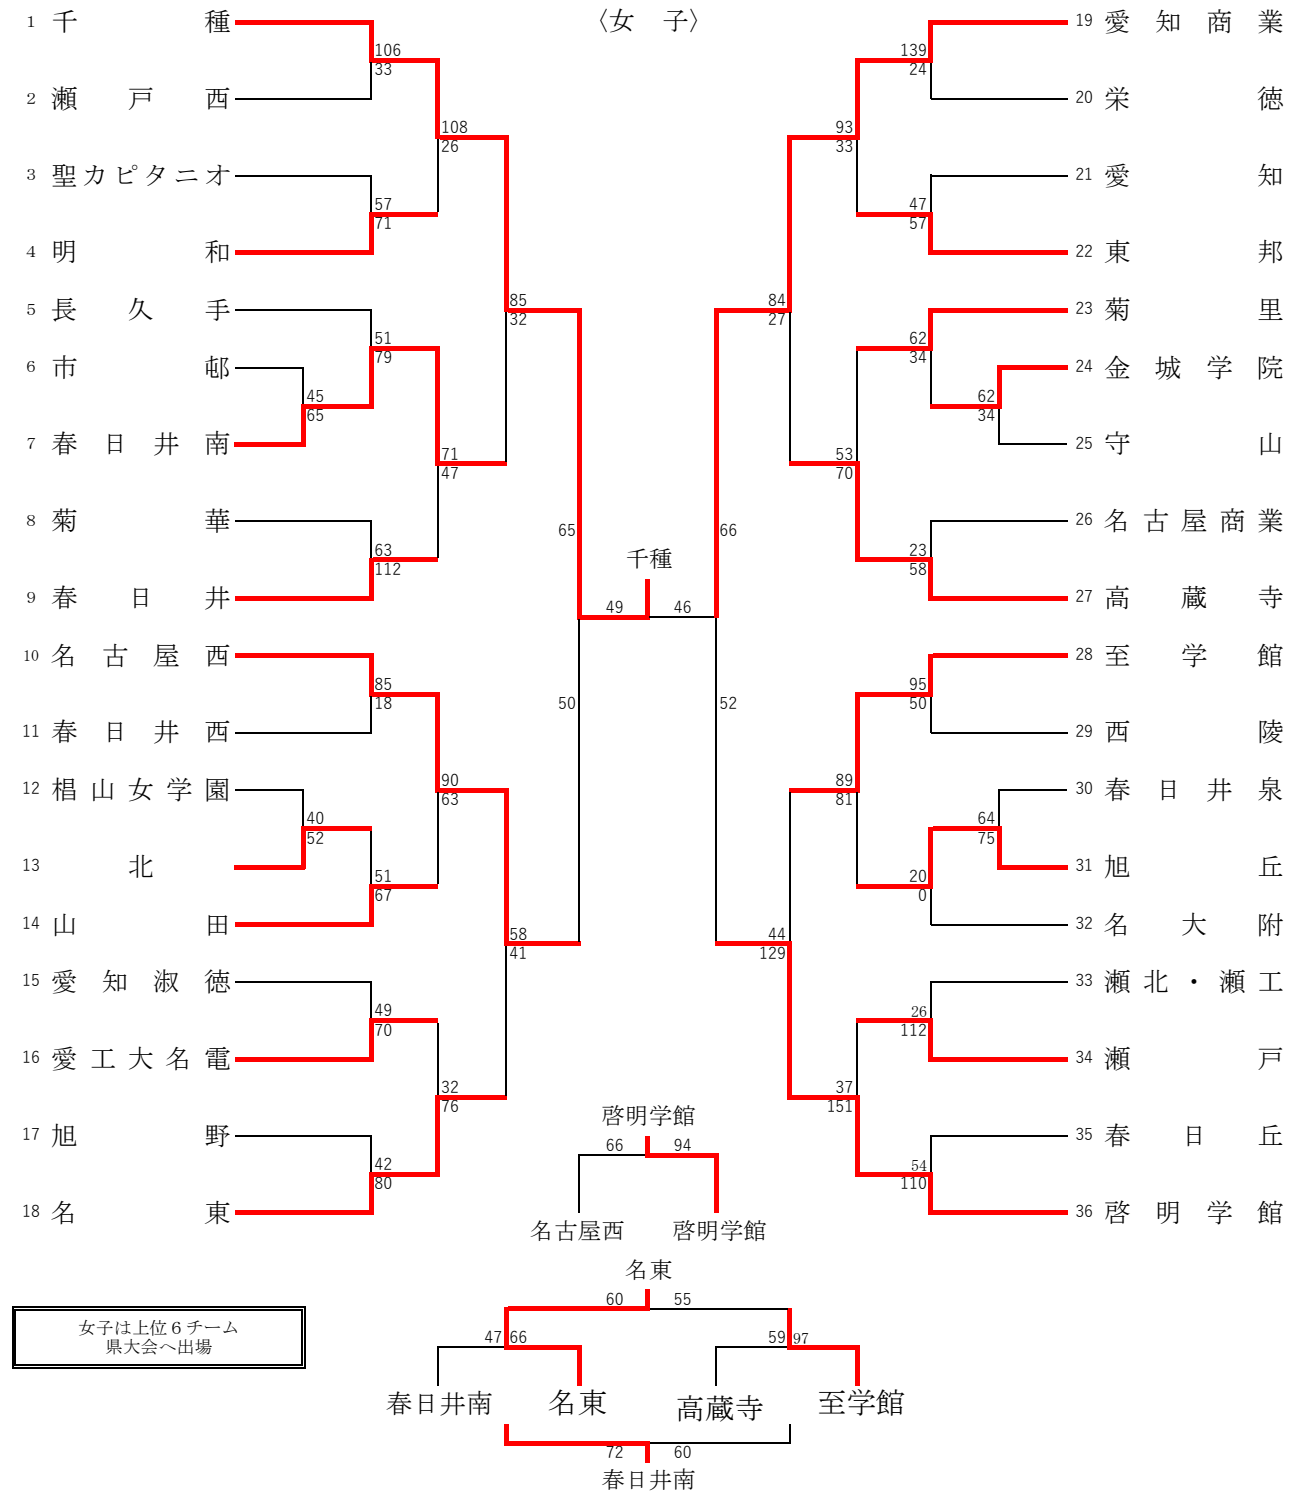 〈女　子〉
1 千種
2 瀬戸西
3 聖カピタニオ
4 明和
5 長久手
6 市邨
7 春日井南
8 菊華
9 春日井
10 名古屋西
11 春日井西
12 椙山女学園
13 北
14 山田
15 愛知淑徳
16 愛工大名電
17 旭野
18 名東
106
33
57
71
51
79
45
65
63
112
85
18
40
52
51
67
49
70
42
80
108
26
71
47
90
63
32
76
85
32
58
41
65
50
千種
49 46
66
52
84
27
44
129
93
33
53
70
89
81
37
151
139
24
47
57
62
34
62
34
23
58
95
50
64
75
20
0
26
112
54
110
19 愛知商業
20 栄徳
21 愛知
22 東邦
23 菊里
24 金城学院
25 守山
26 名古屋商業
27 高蔵寺
28 至学館
29 西陵
30 春日井泉
31 旭丘
32 名大附
33 瀬北・瀬工
34 瀬戸
35 春日丘
36 啓明学館
啓明学館
66 94
名古屋西 啓明学館
名東
60 55
47 66 59 97
春日井南 名東 高蔵寺 至学館
72 60
春日井南
女子は上位６チーム
県大会へ出場